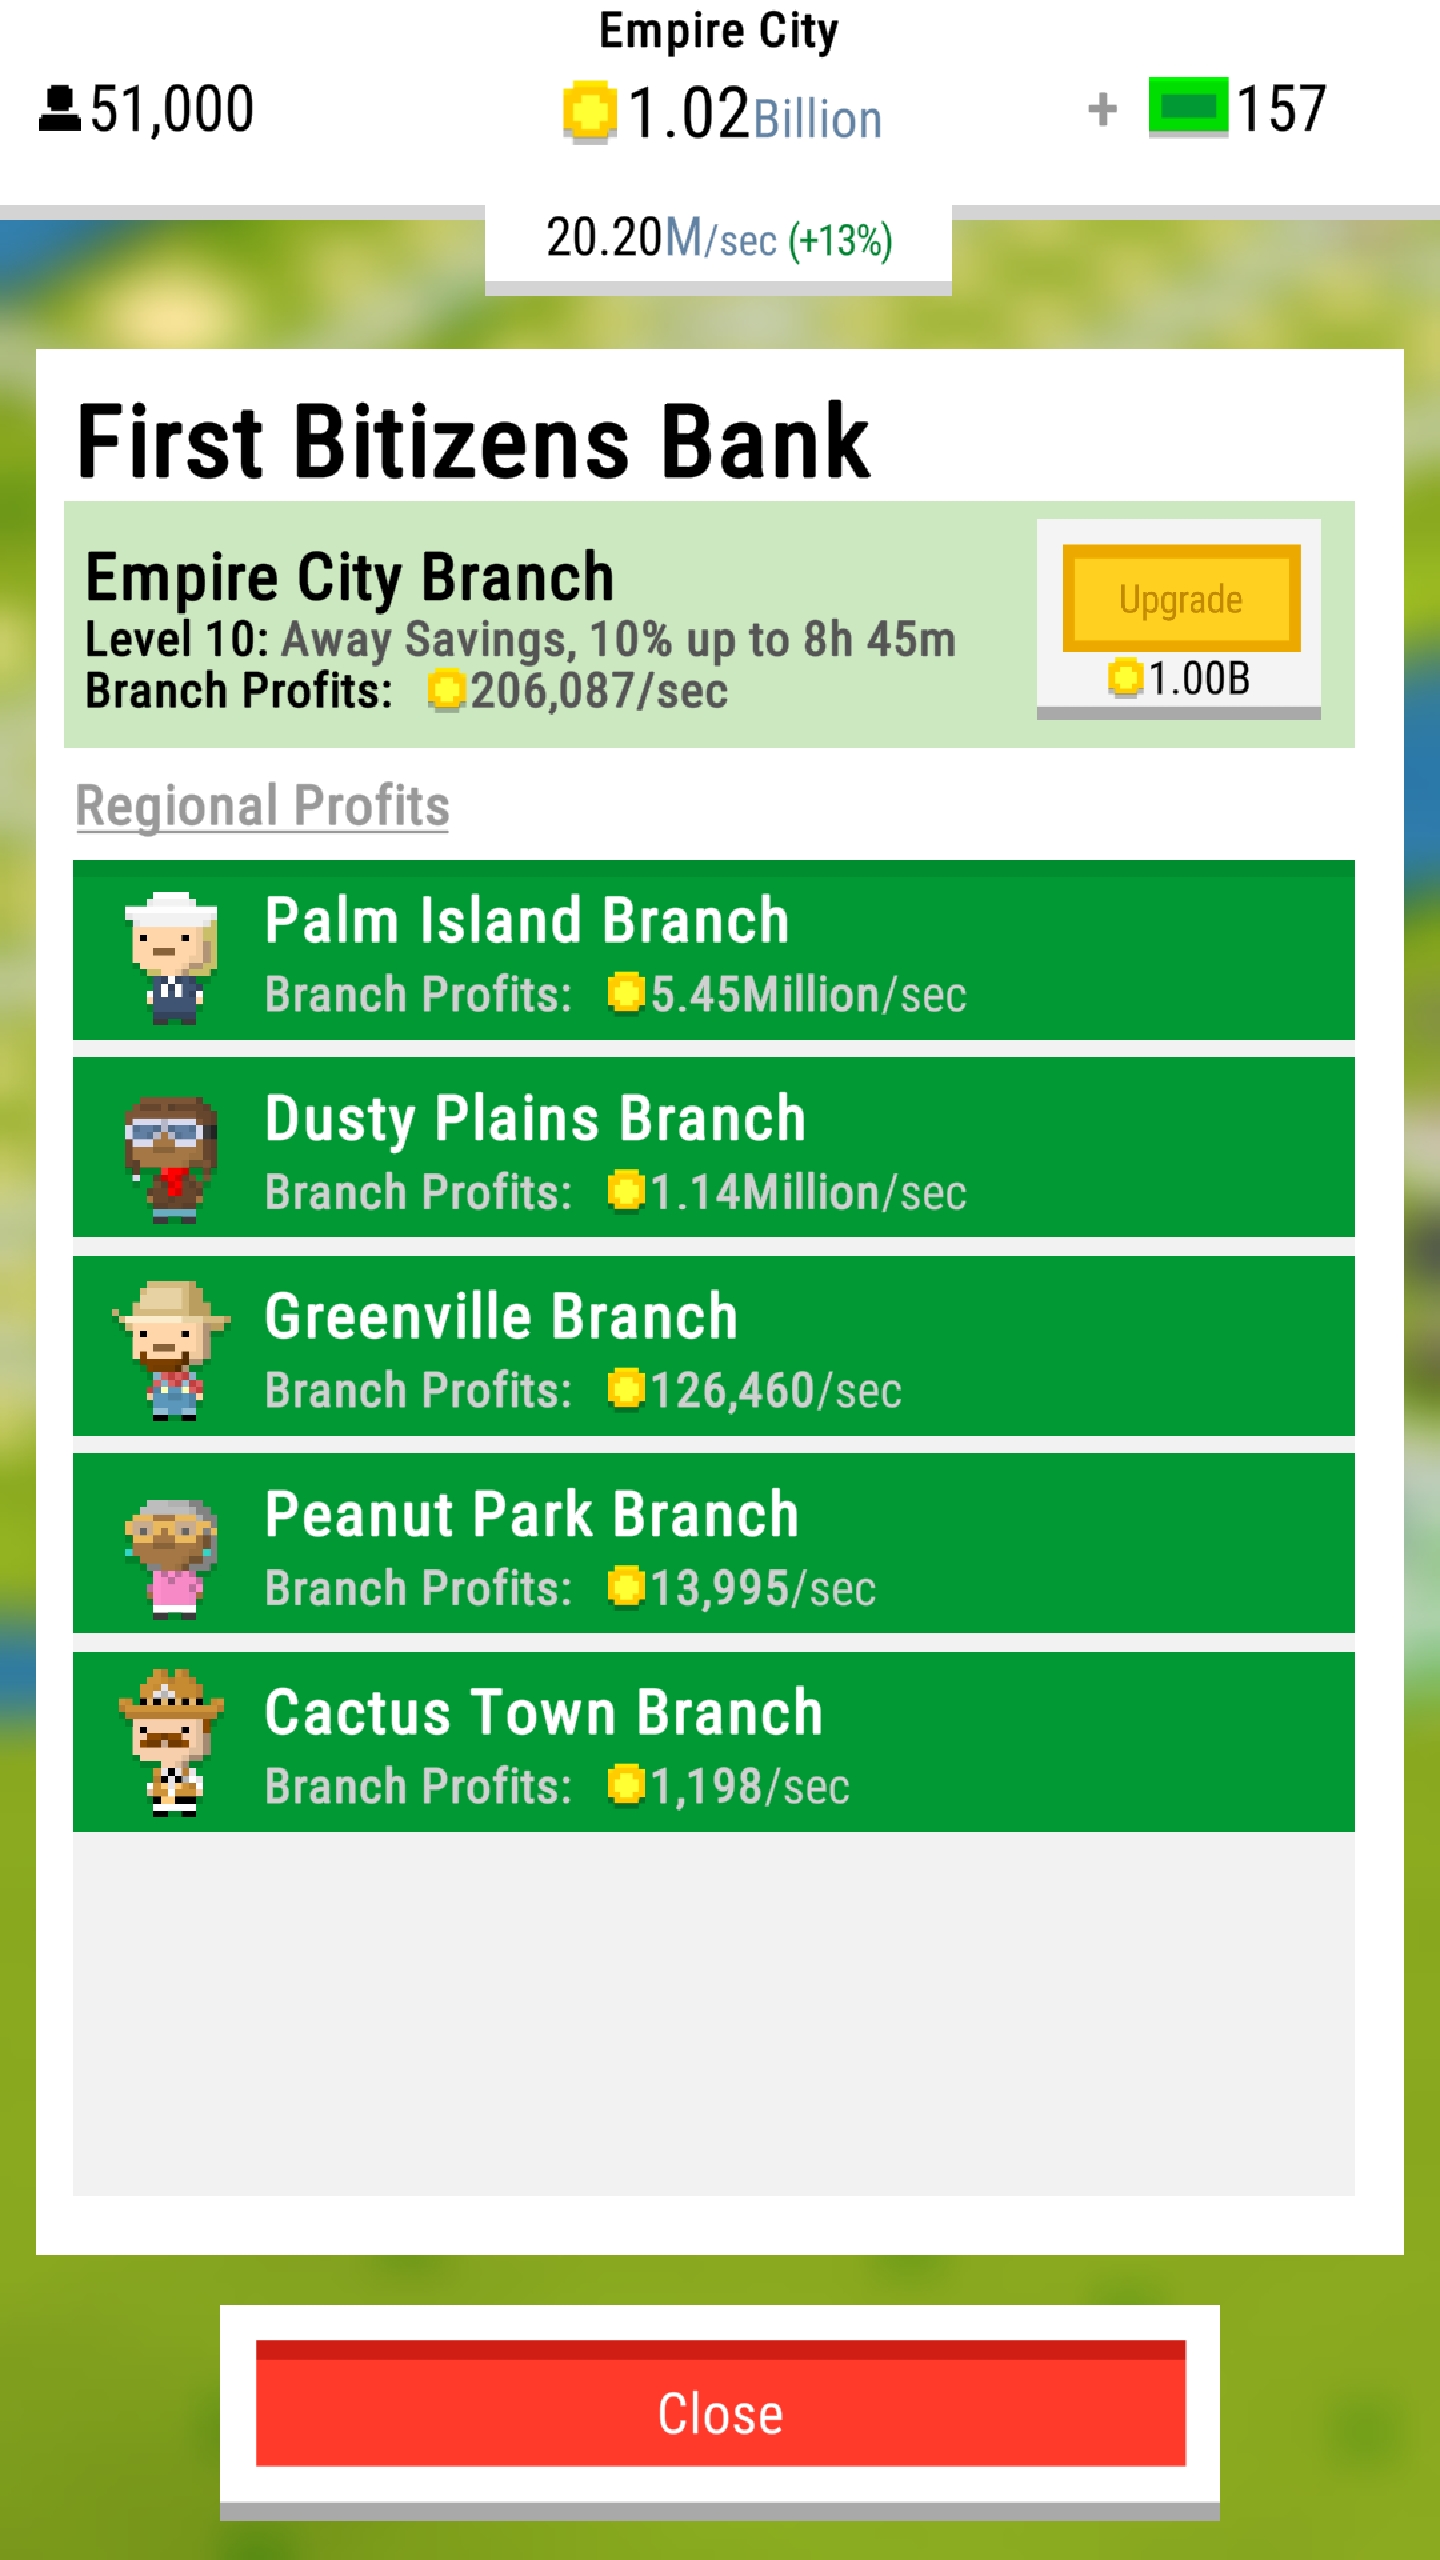 Empire City
51,000
1.02Billion
+ 157
20.20M/sec (+13%)
First Bitizens Bank
Empire City Branch
Level 10: Away Savings, 10% up to 8h 45m
Branch Profits: 206,087/sec
Upgrade
1.00B
Regional Profits
Palm Island Branch
Branch Profits: 5.45Million/sec
Dusty Plains Branch
Branch Profits: 1.14Million/sec
Greenville Branch
Branch Profits: 126,460/sec
Peanut Park Branch
Branch Profits: 13,995/sec
Cactus Town Branch
Branch Profits: 1,198/sec
Close